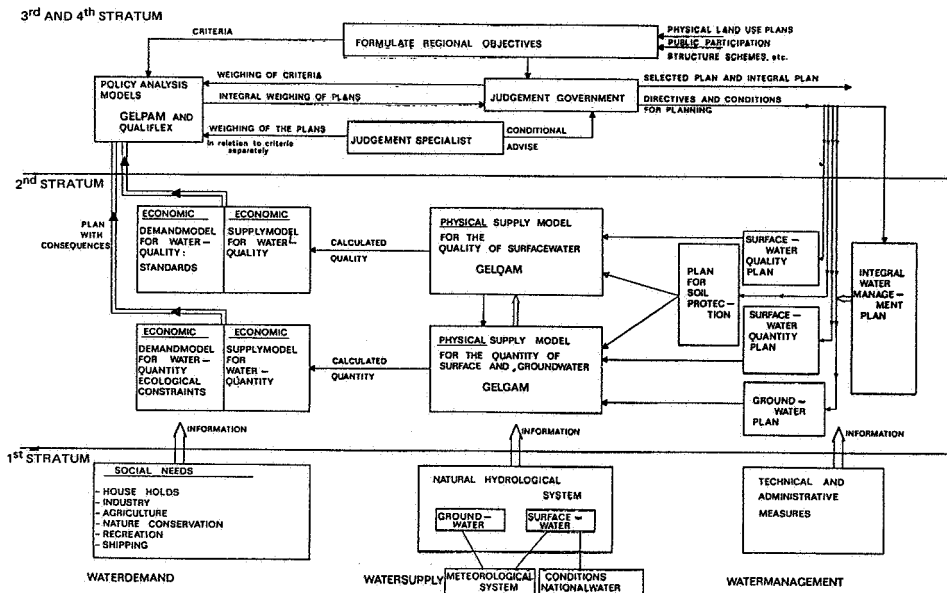 3rd AND 4th STRATUM
CRITERIA
FORMULATE REGIONAL OBJECTIVES
PHYSICAL LAND USE PLANS
PUBLIC PARTICIPATION
STRUCTURE SCHEMES, etc.
POLICY ANALYSIS
MODELS
GELPAM AND
QUALIFLEX
WEIGHING OF CRITERIA
INTEGRAL WEIGHING OF PLANS
WEIGHING OF THE PLANS
in relation to criteria
separately
JUDGEMENT GOVERNMENT
JUDGEMENT SPECIALIST
CONDITIONAL
ADVISE
SELECTED PLAN AND INTEGRAL PLAN
DIRECTIVES AND CONDITIONS
FOR PLANNING
2nd STRATUM
PLAN
WITH
CONSEQUENCES
ECONOMIC
DEMANDMODEL
FOR WATER-
QUALITY:
STANDARDS
ECONOMIC
SUPPLYMODEL
FOR WATER-
QUALITY
CALCULATED
QUALITY
PHYSICAL SUPPLY MODEL
FOR THE
QUALITY OF SURFACEWATER
GELQAM
PLAN
FOR
SOIL
PROTEC-
TION
SURFACE-
WATER
QUALITY
PLAN
INTEGRAL
WATER
MANAGE-
MENT
PLAN
ECONOMIC
DEMANDMODEL
FOR WATER-
QUANTITY
ECOLOGICAL
CONSTRAINTS
ECONOMIC
SUPPLYMODEL
FOR
WATER-
QUANTITY
CALCULATED
QUANTITY
PHYSICAL SUPPLY MODEL
FOR THE QUANTITY OF
SURFACE AND GROUNDWATER
GELGAM
SURFACE-
WATER
QUANTITY
PLAN
GROUND-
WATER
PLAN
INFORMATION
INFORMATION
INFORMATION
1st STRATUM
SOCIAL NEEDS
- HOUSE HOLDS
- INDUSTRY
- AGRICULTURE
- NATURE CONSERVATION
- RECREATION
- SHIPPING
NATURAL HYDROLOGICAL
SYSTEM
GROUND-
WATER
SURFACE-
WATER
TECHNICAL AND
ADMINISTRATIVE
MEASURES
WATERDEMAND
WATERSUPPLY
METEOROLOGICAL
SYSTEM
CONDITIONS
NATIONALWATER
WATERMANAGEMENT